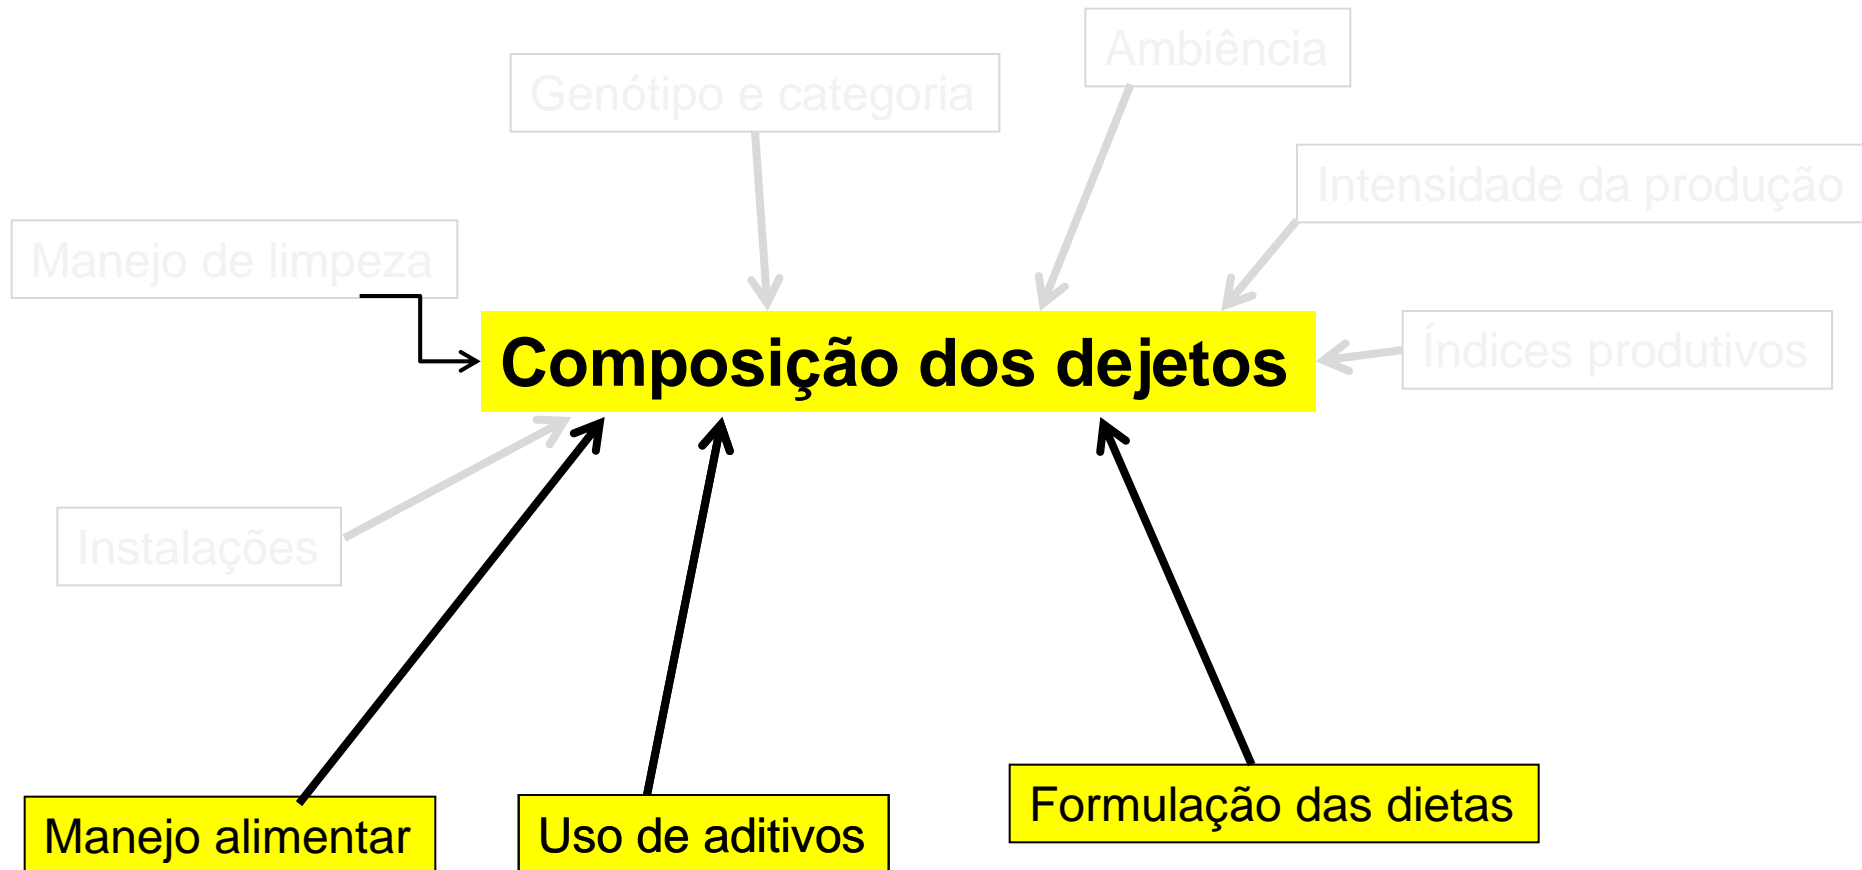 Ambiência
Genótipo e categoria
Intensidade da produção
Manejo de limpeza
Composição dos dejetos
Índices produtivos
Instalações
Formulação das dietas
Manejo alimentar
Uso de aditivos